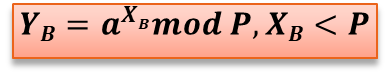 Y_B = a^{X_B} mod P, X_B < P